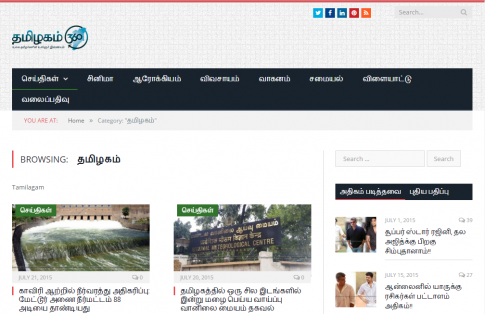 Search...
தமிழகம்
360
செய்திகள்
சினிமா
ஆரோக்கியம்
விவசாயம்
வாகனம்
சமையல்
விளையாட்டு
வலைப்பதிவு
YOU ARE AT:
Home » Category: "தமிழகம்"
BROWSING: தமிழகம்
Tamilagam
செய்திகள்
JULY 21, 2015
0
காவிரி ஆற்றில் நீர்வரத்து அதிகரிப்பு:
மேட்டூர் அணை நீர்மட்டம் 88
அடியை தாண்டியது
செய்திகள்
METEOROLOGICAL CENTRE
JULY 20, 2015
0
தமிழகத்தில் ஒரு சில இடங்களில்
இன்று மழை பெய்ய வாய்ப்பு
வானிலை மையம் தகவல்
Search ...
Search
அதிகம் படித்தவை
புதிய பதிப்பு
JULY 1, 2015
39
சூப்பர் ஸ்டார் ரஜினி, தல
அஜித்க்கு பிறகு
சிம்புதானாம்!!
JULY 15, 2015
27
ஆன்லைனில் யாருக்கு
ரசிகர்கள் பட்டாளம்
அதிகம்!!